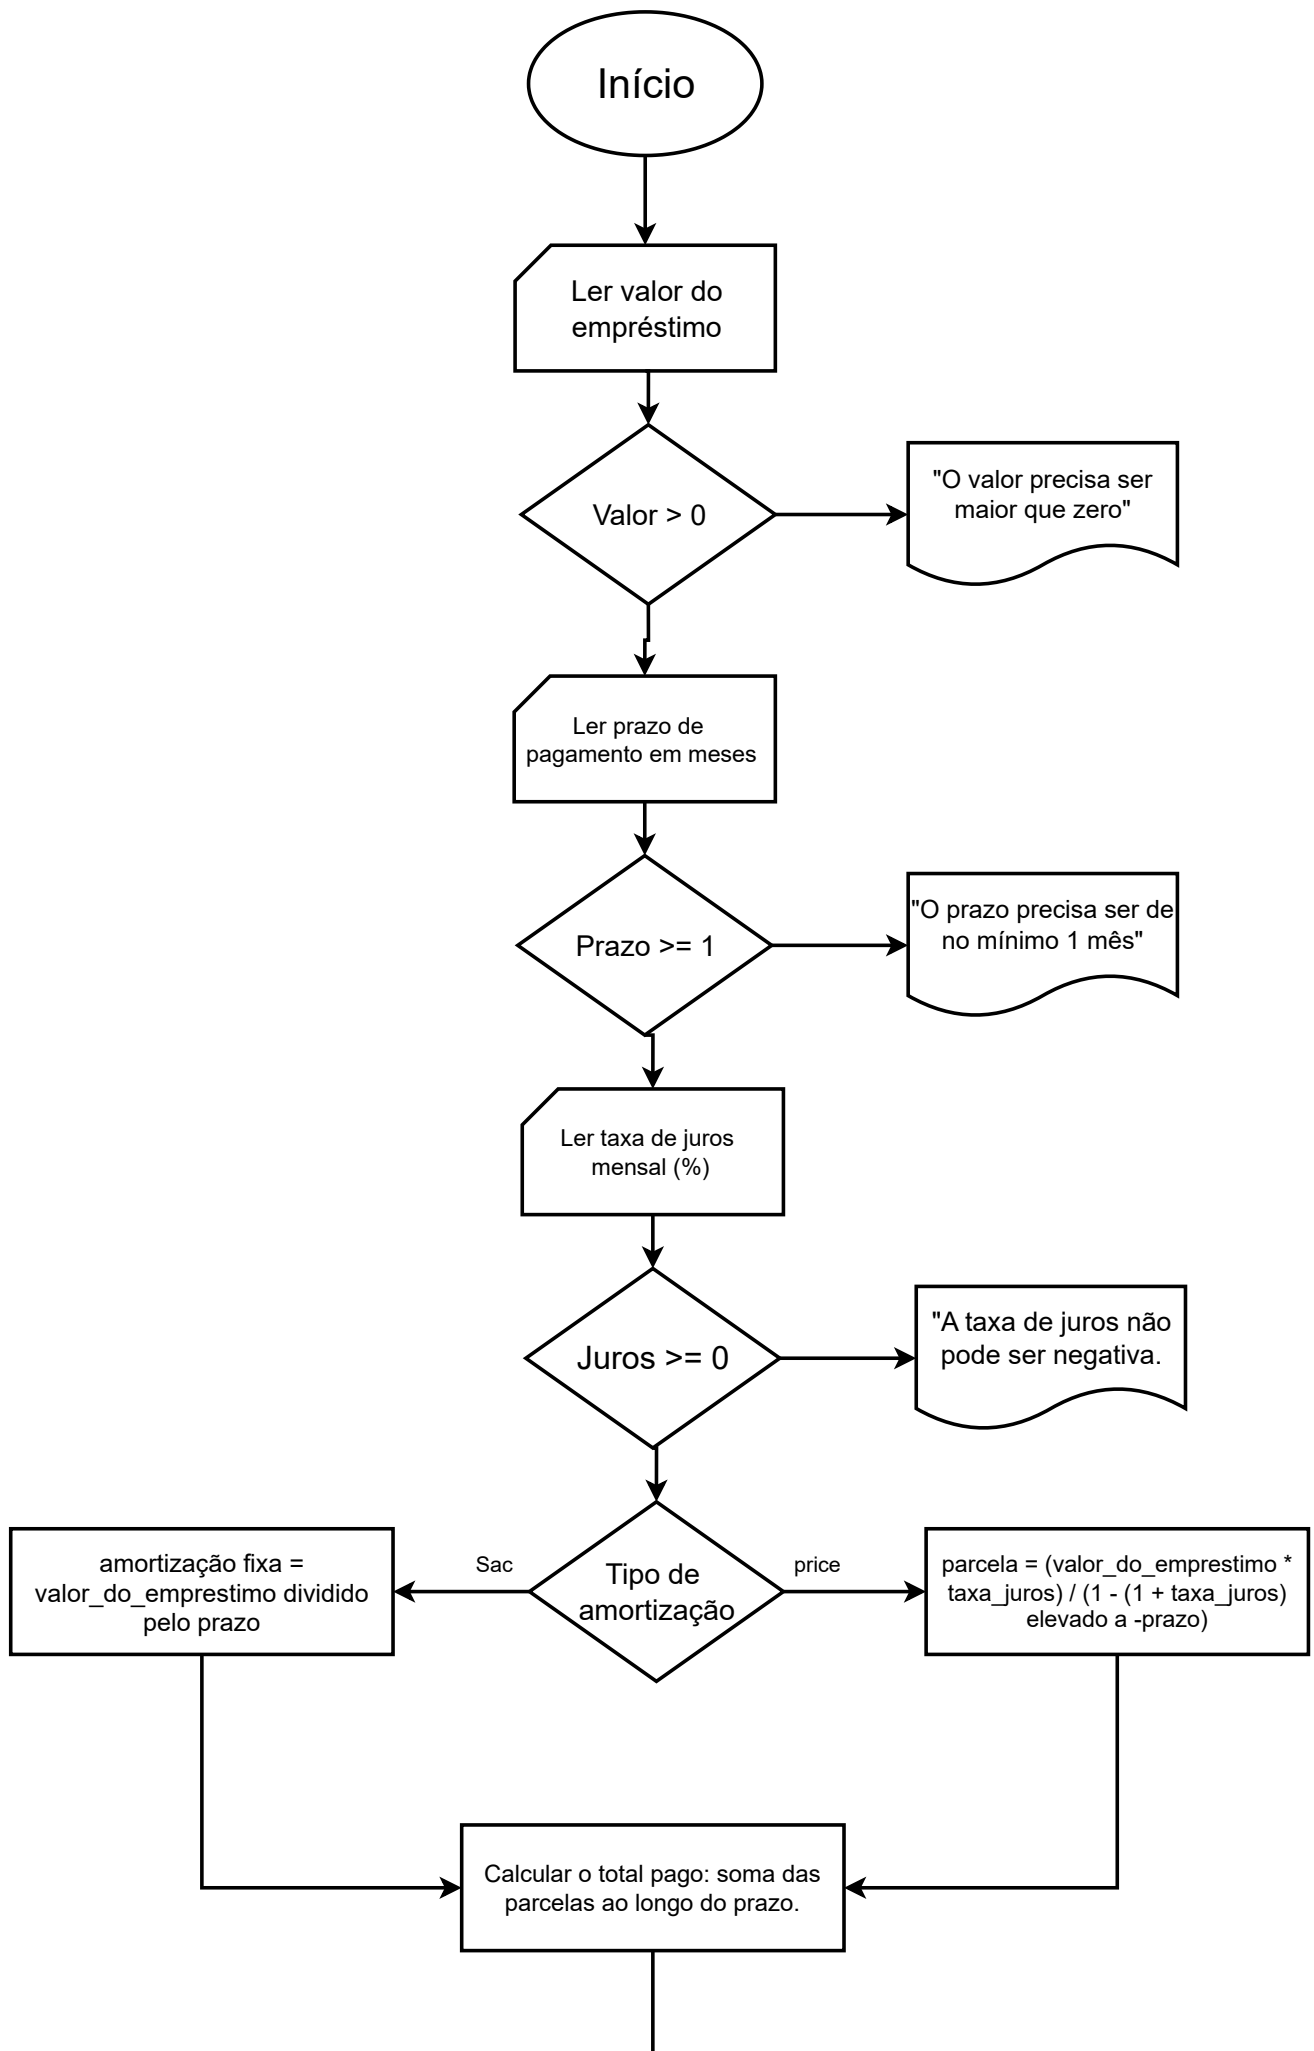 Início
Ler valor do
empréstimo
Valor > 0
"O valor precisa ser
maior que zero"
Ler prazo de
pagamento em meses
Prazo >= 1
"O prazo precisa ser de
no mínimo 1 mês"
Ler taxa de juros
mensal (%)
Juros >= 0
"A taxa de juros não
pode ser negativa.
amortização fixa =
valor_do_emprestimo dividido
pelo prazo
Sac
Tipo de
amortização
price
parcela = (valor_do_emprestimo *
taxa_juros) / (1 - (1 + taxa_juros)
elevado a -prazo)
Calcular o total pago: soma das
parcelas ao longo do prazo.